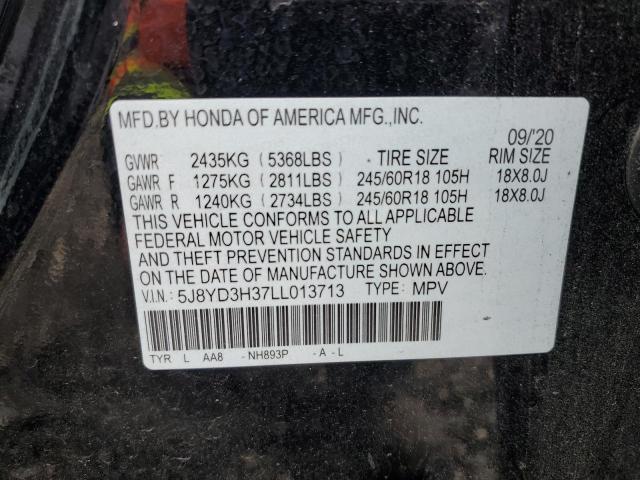 MFD.BY HONDA OF AMERICA MFG.,INC.
09/'20
GVWR 2435KG (5368LBS) TIRE SIZE RIM SIZE
GAWR F 1275KG (2811LBS) 245/60R18 105H 18X8.0J
GAWR R 1240KG (2734LBS) 245/60R18 105H 18X8.0J
THIS VEHICLE CONFORMS TO ALL APPLICABLE
FEDERAL MOTOR VEHICLE SAFETY
AND THEFT PREVENTION STANDARDS IN EFFECT
ON THE DATE OF MANUFACTURE SHOWN ABOVE.
V.I.N.: 5J8YD3H37LL013713 TYPE: MPV
TYR L AA8 -NH893P -A-L